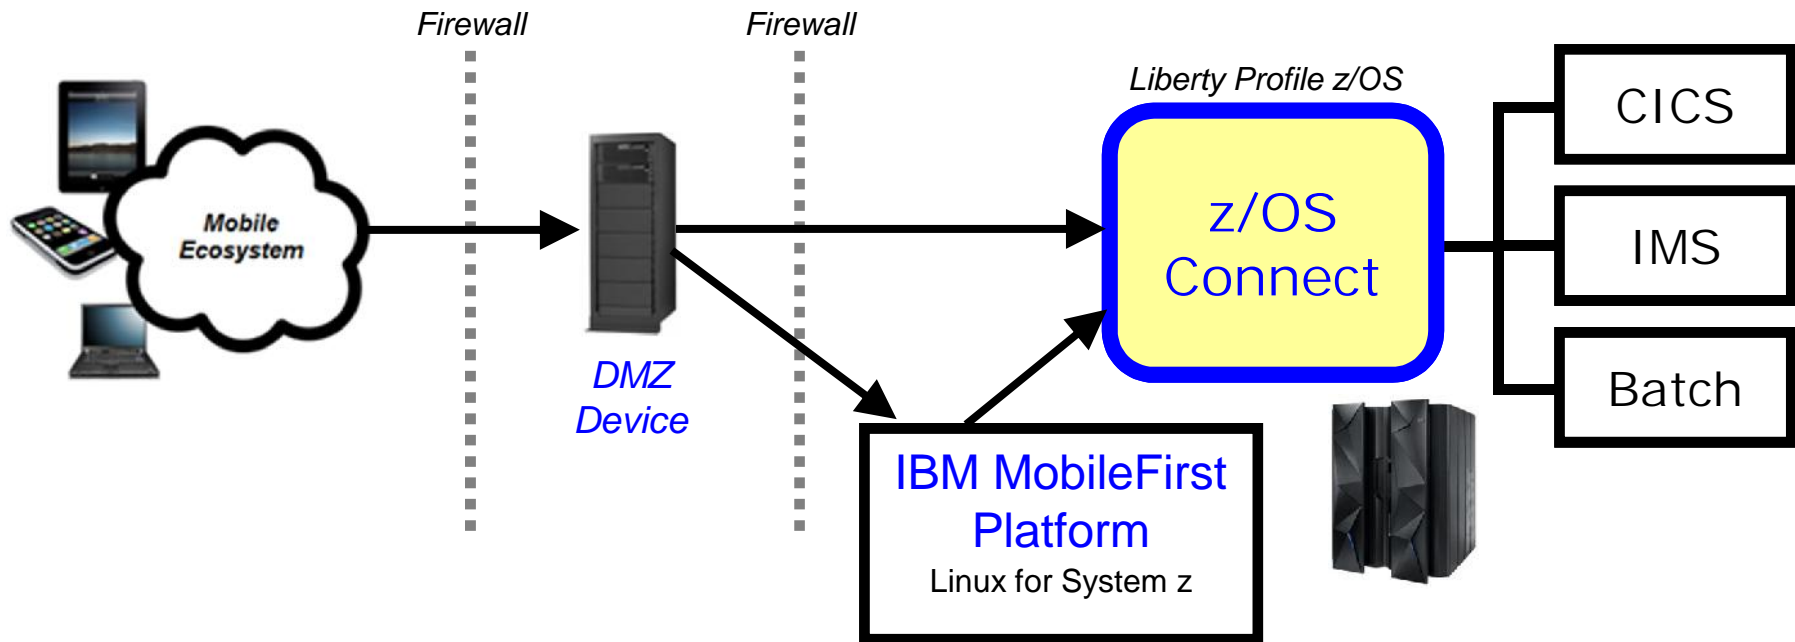 Firewall
Firewall
Liberty Profile z/OS
Mobile
Ecosystem
z/OS
Connect
CICS
IMS
Batch
DMZ
Device
IBM MobileFirst
Platform
Linux for System z